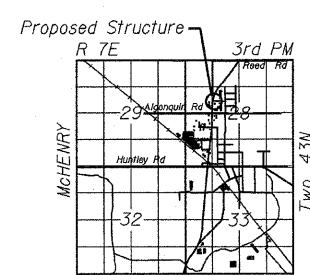 Proposed Structure
R 7E 3rd PM
Reed Rd
29 Algonquin Rd 28
Huntley Rd
McHENRY
Twp 43N
32 33